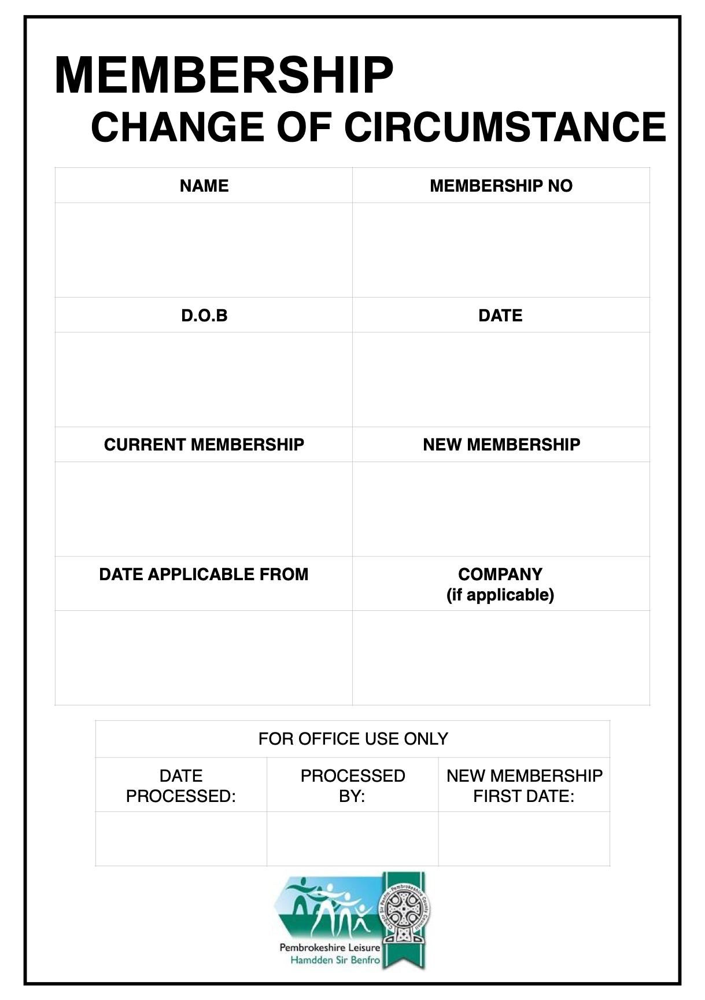 MEMBERSHIP
CHANGE OF CIRCUMSTANCE
NAME
MEMBERSHIP NO
D.O.B
DATE
CURRENT MEMBERSHIP
NEW MEMBERSHIP
DATE APPLICABLE FROM
COMPANY
(if applicable)
FOR OFFICE USE ONLY
DATE
PROCESSED:
PROCESSED
BY:
NEW MEMBERSHIP
FIRST DATE:
Cyngor Sir Benfro - Pembrokeshire County Council
Pembrokeshire Leisure
Hamdden Sir Benfro